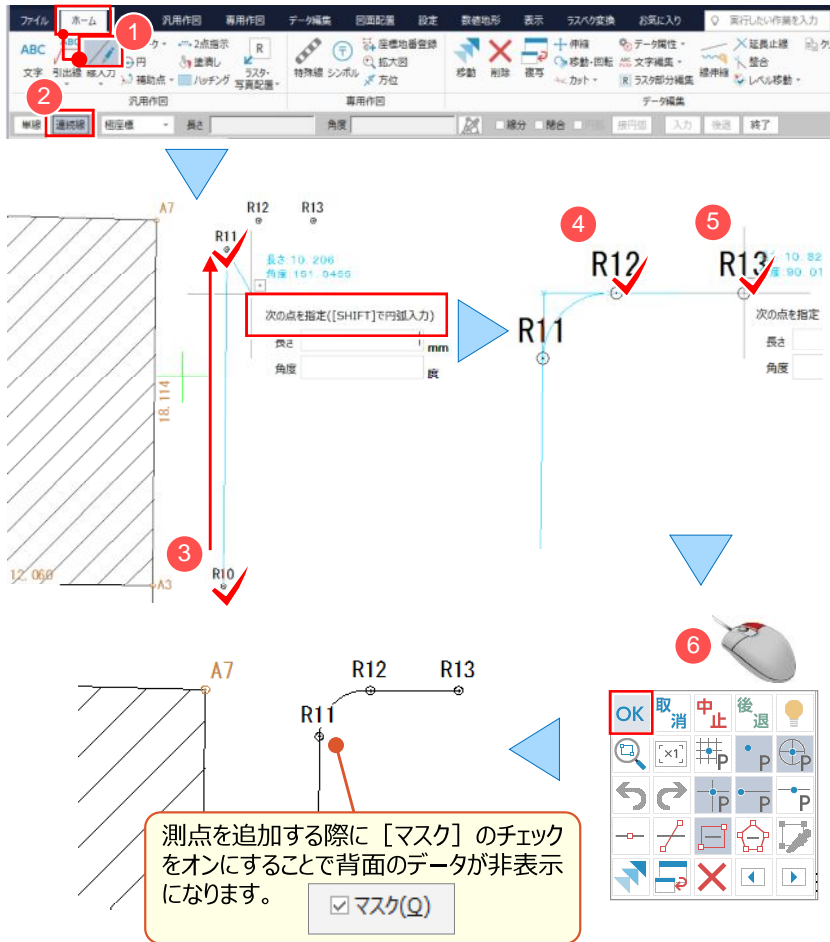 ファイル ホーム 汎用作図 専用作図 データ編集 図面配置 設定 数値地形 表示 ラスベク変換 お気に入り 実行したい作業を入力
1
ABC ABC 2点指示 R 座標地番登録 伸縮 データ属性 延長止線
円 塗潰し 拡大図 移動・回転 文字編集 整合
文字 引出線 線入力 補助点 ハッチング ラスタ・写真配置 特殊線 シンボル 方位 移動 削除 複写 カット R ラスタ部分編集 線伸縮 レベル移動
2
汎用作図 専用作図 データ編集
単線 連続線 極座標 長さ 角度 線分 閉合 円弧 接円弧 入力 後退 終了
A7 R12 R13
R11
長さ:10.206
角度:151.5455
次の点を指定([SHIFT]で円弧入力)
長さ mm
角度 度
18.114
3
R10
12.060
A3
4
5
R12
R13
R11
長さ:10.82
角度:90.01
次の点を指定
長さ
角度
6
OK 取消 中止 後退
[×1] P P P
P P P
A7 R12 R13
R11
測点を追加する際に［マスク］のチェック
をオンにすることで背面のデータが非表示
になります。
マスク(Q)